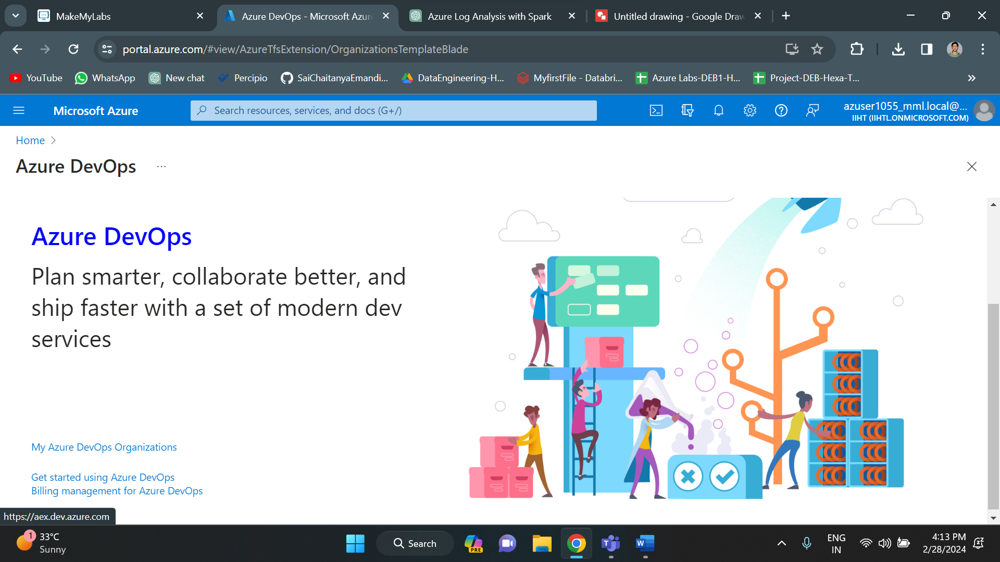 MakeMyLabs
Azure DevOps - Microsoft Azure
Azure Log Analysis with Spark
Untitled drawing - Google Draw
portal.azure.com/#view/AzureTfsExtension/OrganizationsTemplateBlade
YouTube
WhatsApp
New chat
Percipio
SaiChaitanyaEmandi...
DataEngineering-H...
MyfirstFile - Databri...
Azure Labs-DEB1-H...
Project-DEB-Hexa-T...
Microsoft Azure
Search resources, services, and docs (G+/)
azuser1055_mml.local@...
IIHT (IIHTL.ONMICROSOFT.COM)
Home
Azure DevOps
Azure DevOps
Plan smarter, collaborate better, and
ship faster with a set of modern dev
services
My Azure DevOps Organizations
Get started using Azure DevOps
Billing management for Azure DevOps
https://aex.dev.azure.com
1
33°C
Sunny
Search
PRE
ENG
IN
4:13 PM
2/28/2024